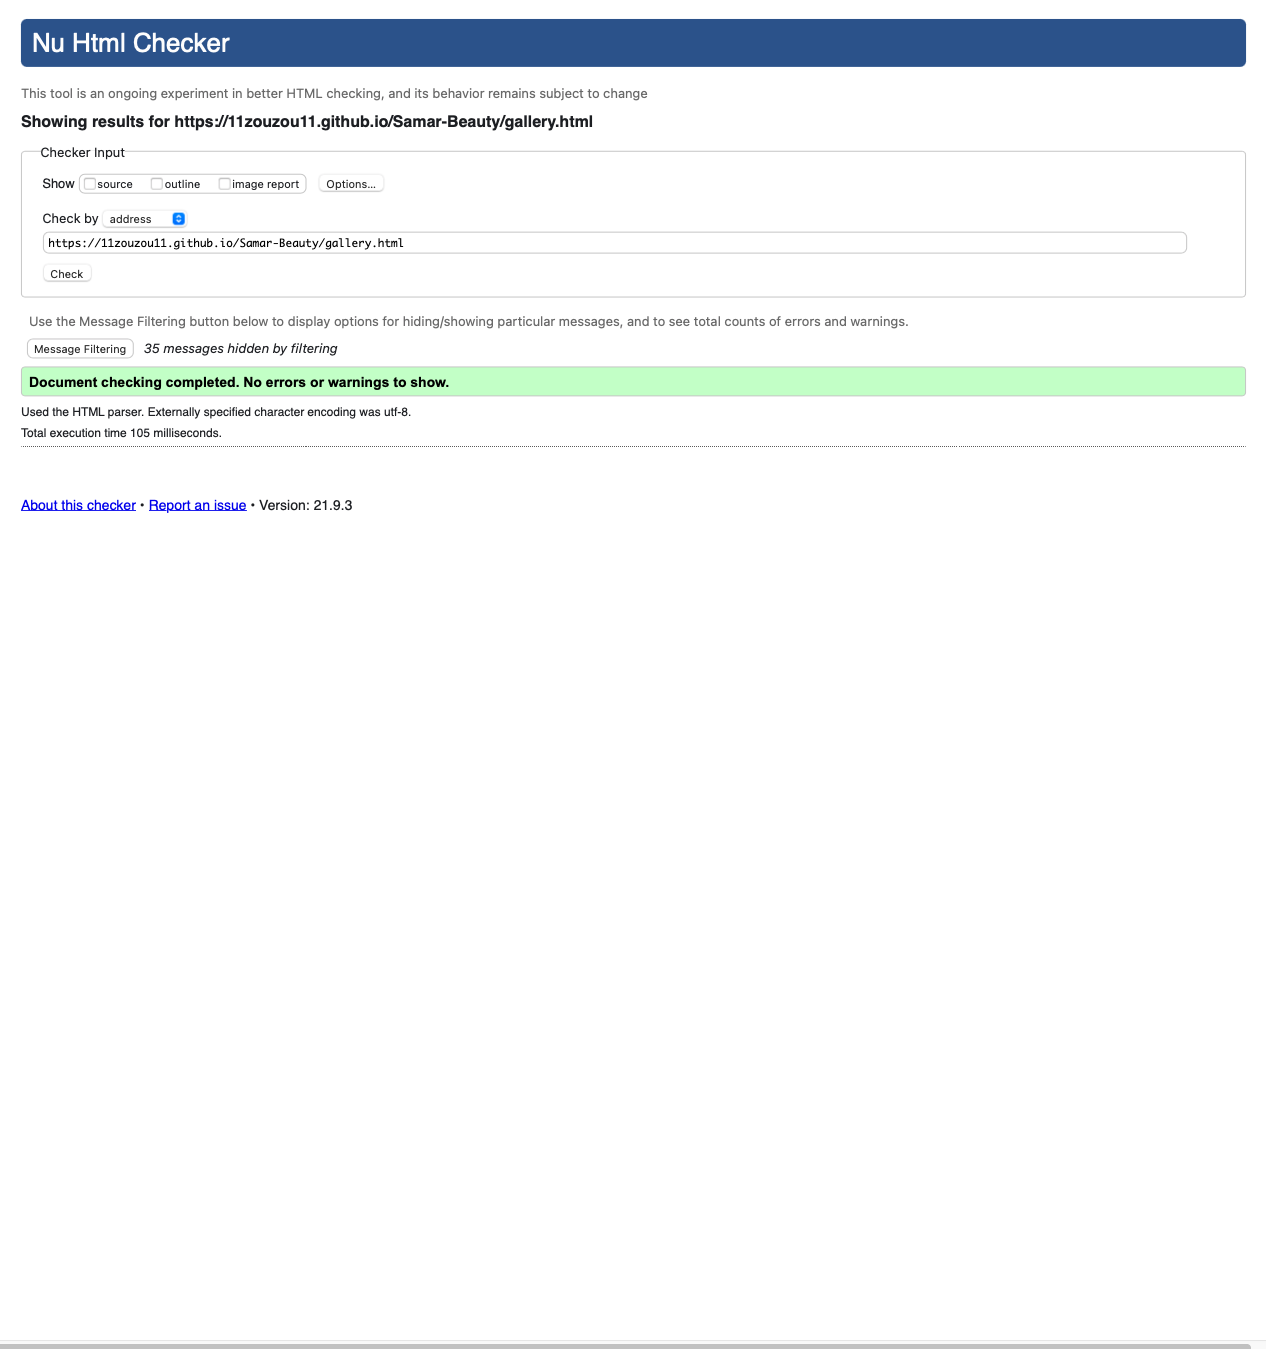 Nu Html Checker
This tool is an ongoing experiment in better HTML checking, and its behavior remains subject to change
Showing results for https://11zouzou11.github.io/Samar-Beauty/gallery.html
Checker Input
Show source outline image report Options...
Check by address
https://11zouzou11.github.io/Samar-Beauty/gallery.html
Check
Use the Message Filtering button below to display options for hiding/showing particular messages, and to see total counts of errors and warnings.
Message Filtering 35 messages hidden by filtering
Document checking completed. No errors or warnings to show.
Used the HTML parser. Externally specified character encoding was utf-8.
Total execution time 105 milliseconds.
About this checker • Report an issue • Version: 21.9.3